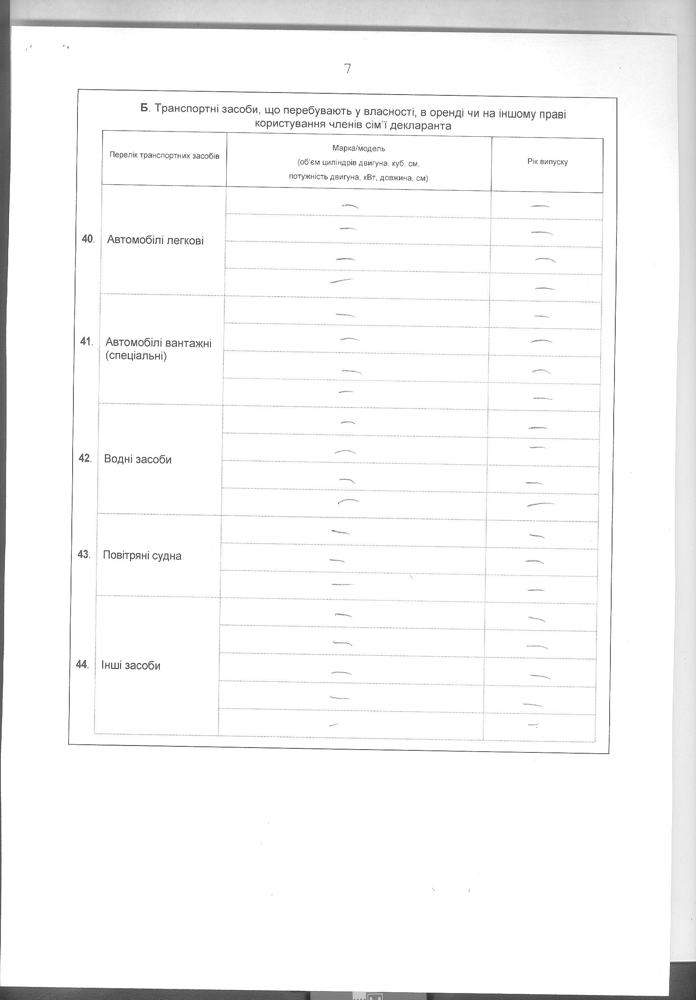 7
Б. Транспортні засоби, що перебувають у власності, в оренді чи на іншому праві
користування членів сім'ї декларанта
Перелік транспортних засобів
Марка/модель
(об'єм циліндрів двигуна, куб. см,
потужність двигуна, кВт, довжина, см)
Рік випуску
— —
— —
40. Автомобілі легкові
— —
— —
— —
— —
41. Автомобілі вантажні
(спеціальні)
— —
— —
— —
— —
42. Водні засоби
— —
— —
— —
43. Повітряні судна
— —
— —
— —
— —
44. Інші засоби
— —
— —
— —